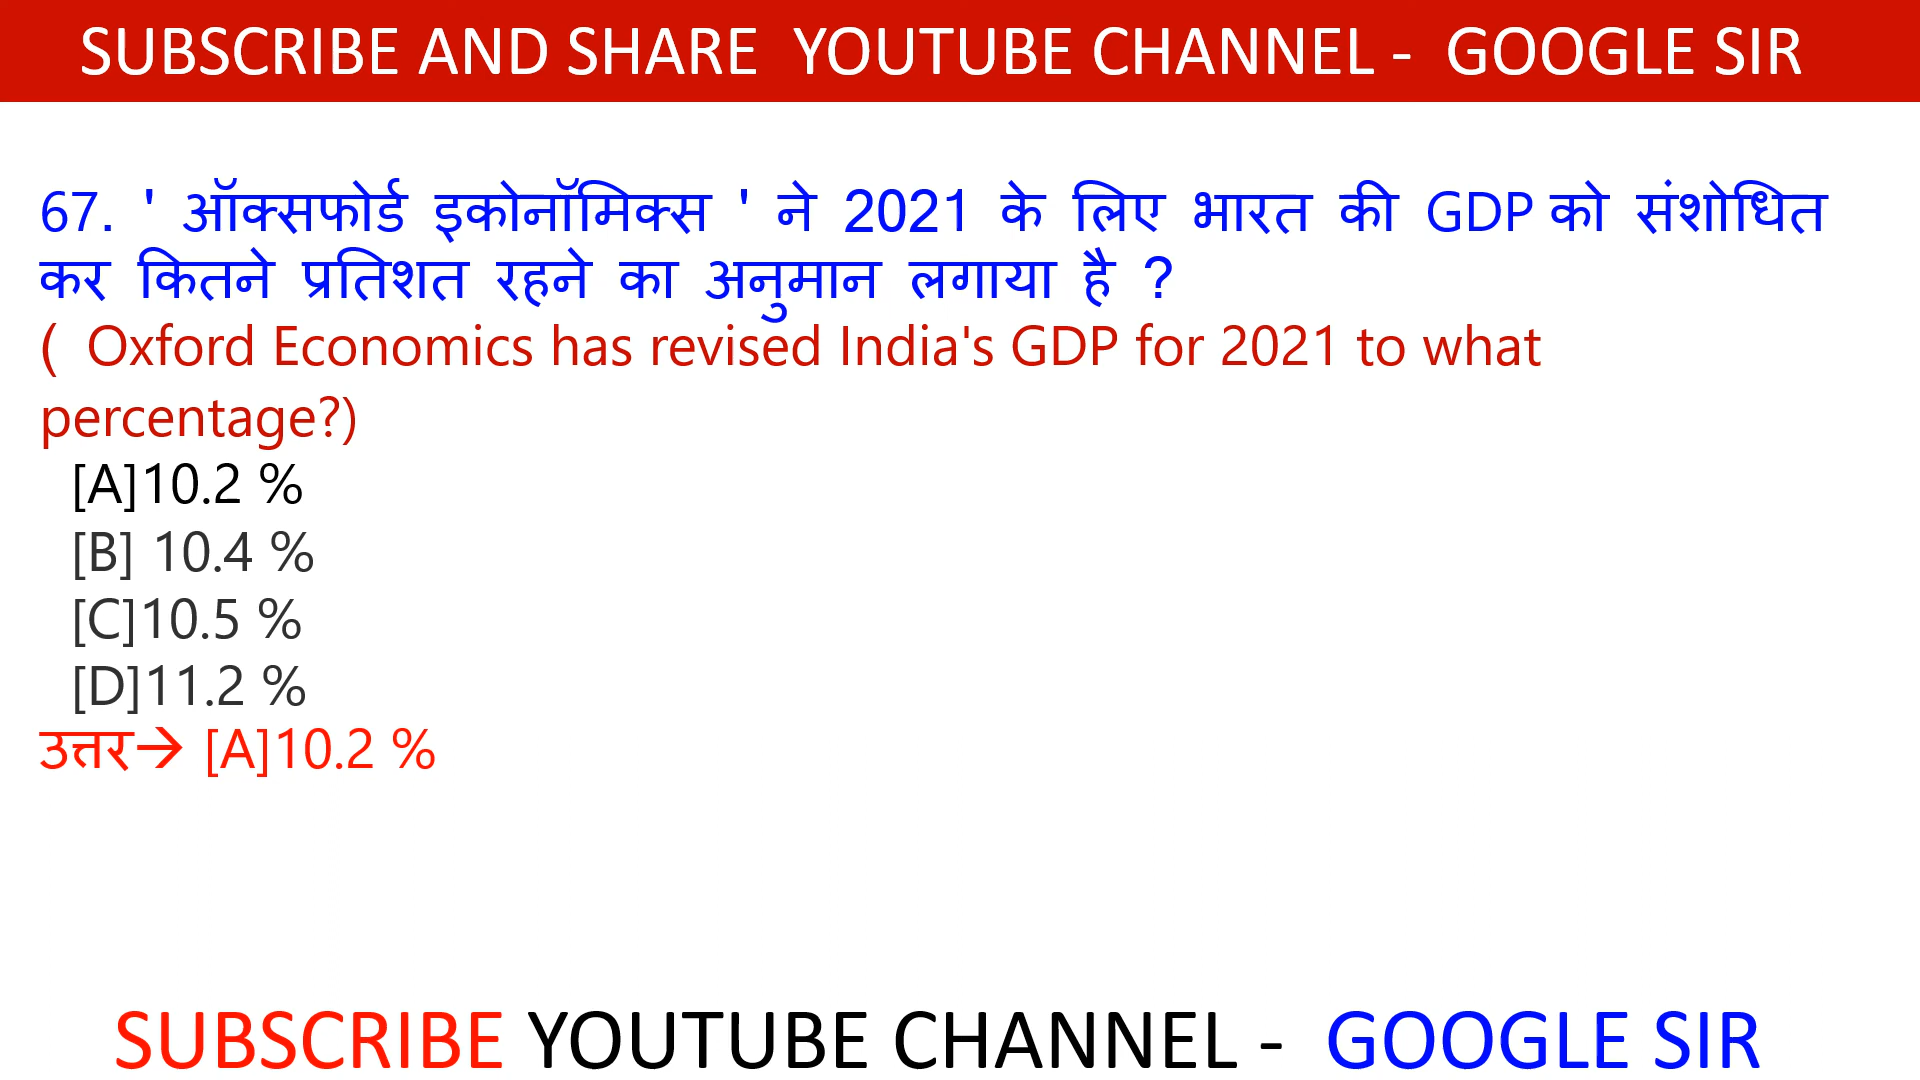 SUBSCRIBE AND SHARE YOUTUBE CHANNEL - GOOGLE SIR
67. ' ऑक्सफोर्ड इकोनॉमिक्स ' ने 2021 के लिए भारत की GDP को संशोधित
कर कितने प्रतिशत रहने का अनुमान लगाया है ?
( Oxford Economics has revised India's GDP for 2021 to what
percentage?)
[A]10.2 %
[B] 10.4 %
[C]10.5 %
[D]11.2 %
उत्तर→ [A]10.2 %
SUBSCRIBE YOUTUBE CHANNEL - GOOGLE SIR